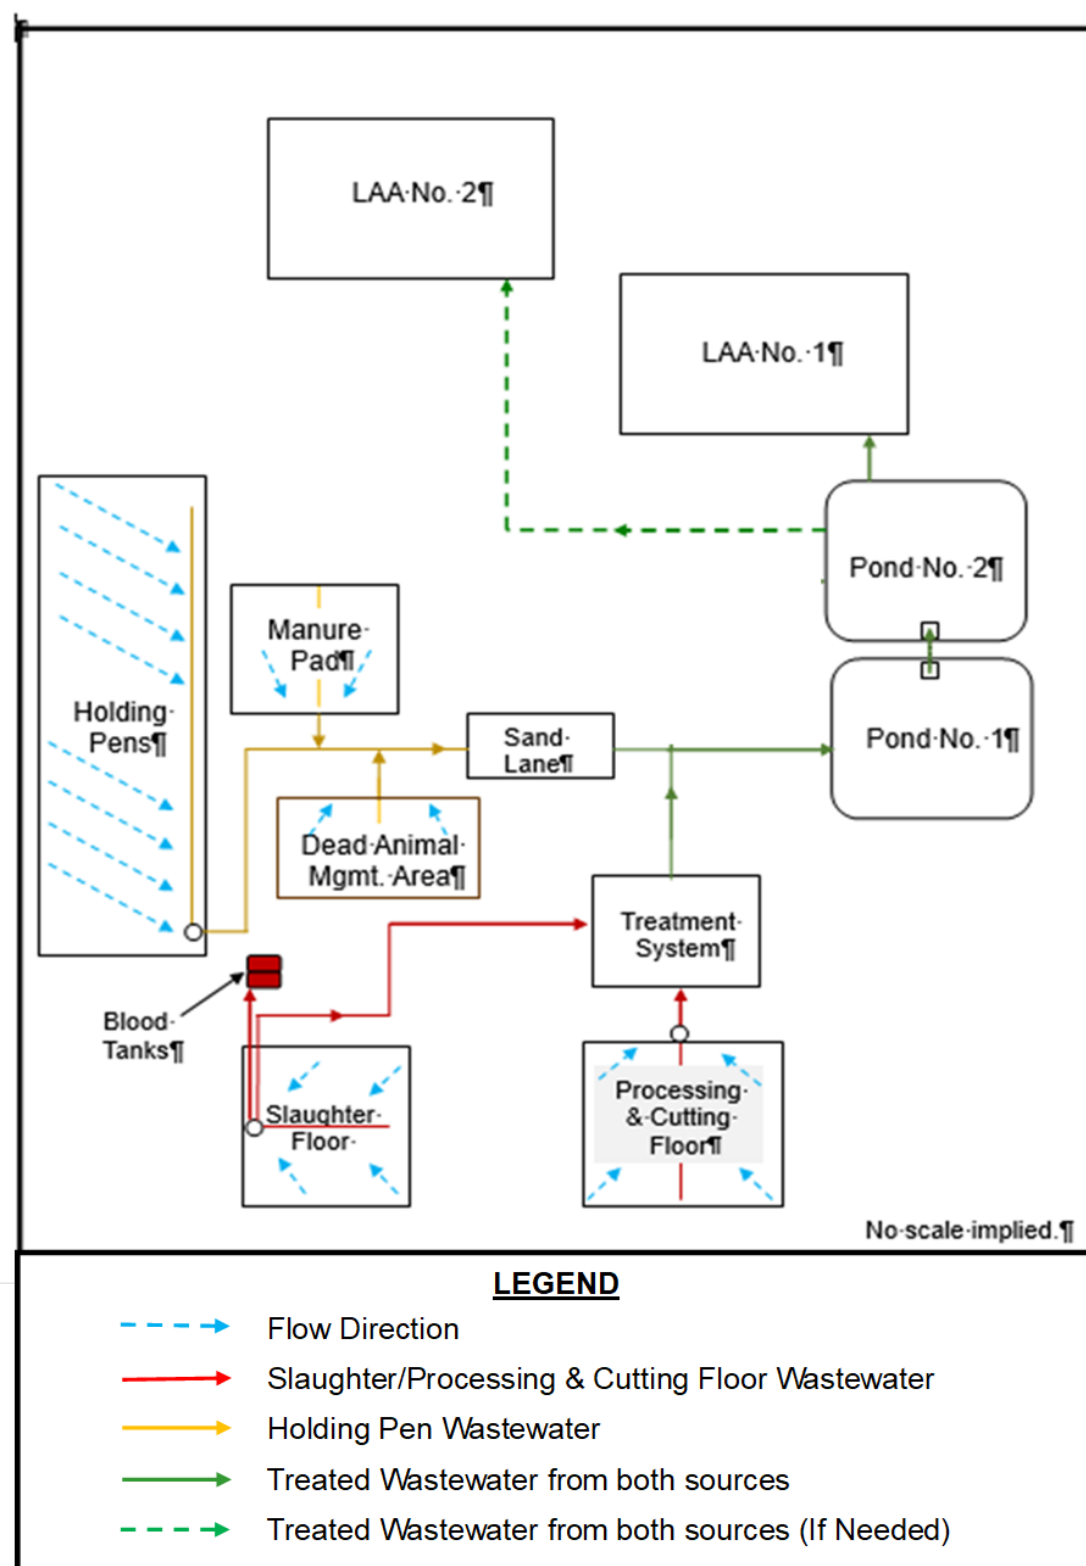 LAA·No.·2¶
LAA·No.·1¶
Pond·No.·2¶
Manure·
Pad¶
Holding·
Pens¶
Sand·
Lane¶
Pond·No.·1¶
Dead·Animal·
Mgmt.·Area¶
Treatment·
System¶
Blood·
Tanks¶
Slaughter·
Floor·
Processing·
&·Cutting·
Floor¶
No·scale·implied.¶
LEGEND
Flow Direction
Slaughter/Processing & Cutting Floor Wastewater
Holding Pen Wastewater
Treated Wastewater from both sources
Treated Wastewater from both sources (If Needed)